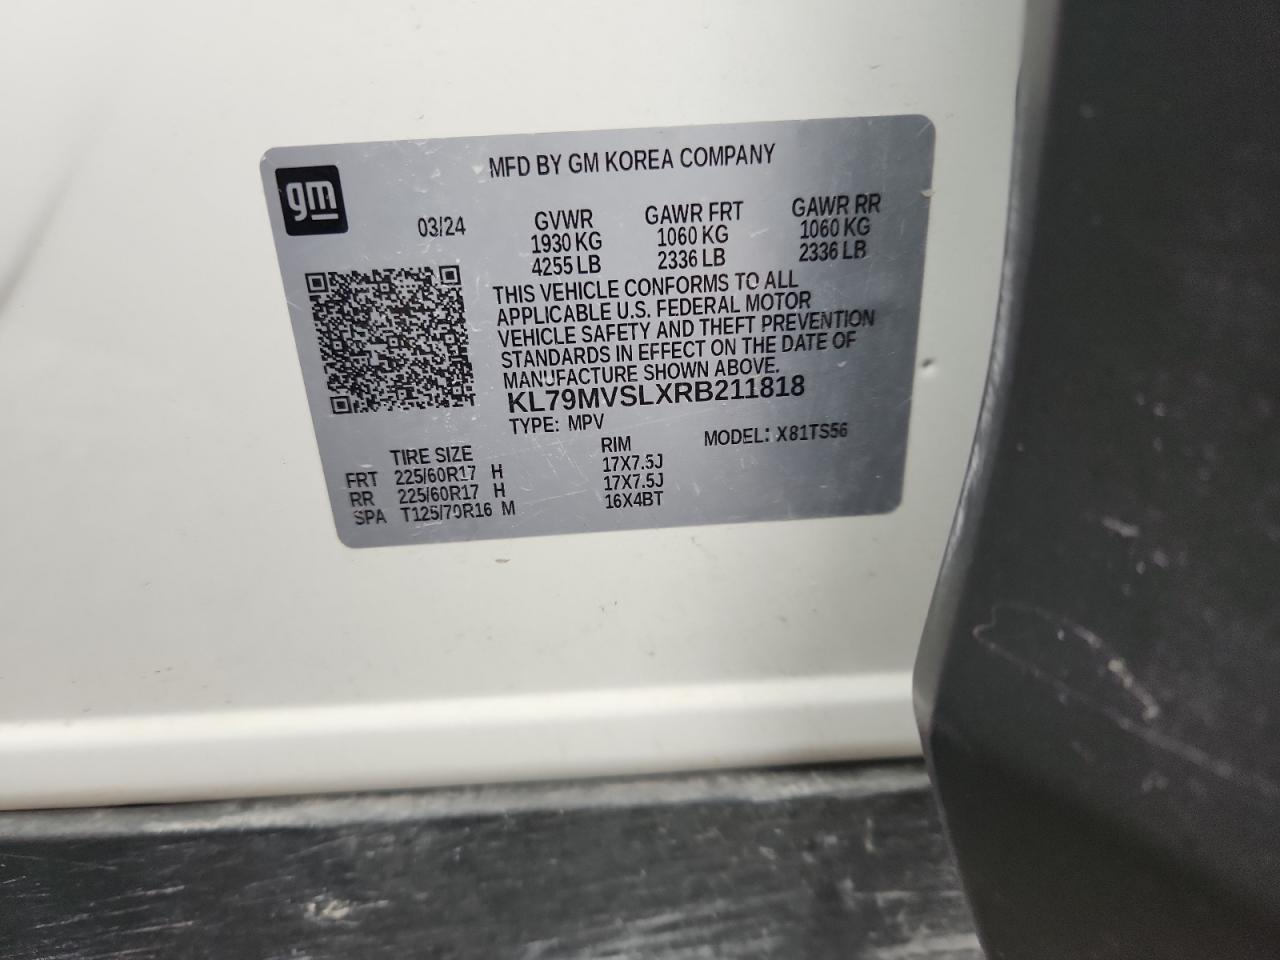 gm
MFD BY GM KOREA COMPANY
03/24
GVWR GAWR FRT GAWR RR
1930 KG 1060 KG 1060 KG
4255 LB 2336 LB 2336 LB
THIS VEHICLE CONFORMS TO ALL
APPLICABLE U.S. FEDERAL MOTOR
VEHICLE SAFETY AND THEFT PREVENTION
STANDARDS IN EFFECT ON THE DATE OF
MANUFACTURE SHOWN ABOVE.
KL79MVSLXRB211818
TYPE: MPV MODEL: X81TS56
TIRE SIZE RIM
FRT 225/60R17 H 17X7.5J
RR 225/60R17 H 17X7.5J
SPA T125/70R16 M 16X4BT